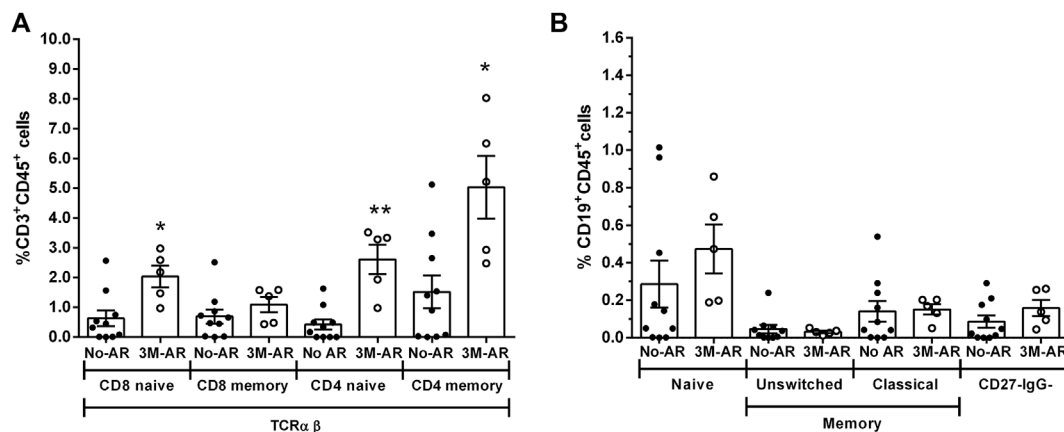 A
%CD3+CD45+ cells
10.0
9.0
8.0
7.0
6.0
5.0
4.0
3.0
2.0
1.0
0.0
*
**
*
No-AR 3M-AR No-AR 3M-AR No AR 3M-AR No-AR 3M-AR
CD8 naive CD8 memory CD4 naive CD4 memory
TCRα β
B
% CD19+CD45+ cells
1.6
1.4
1.2
1.0
0.8
0.6
0.4
0.2
0.0
No-AR 3M-AR No-AR 3M-AR No AR 3M-AR No-AR 3M-AR
Naive Unswitched Classical CD27-IgG-
Memory